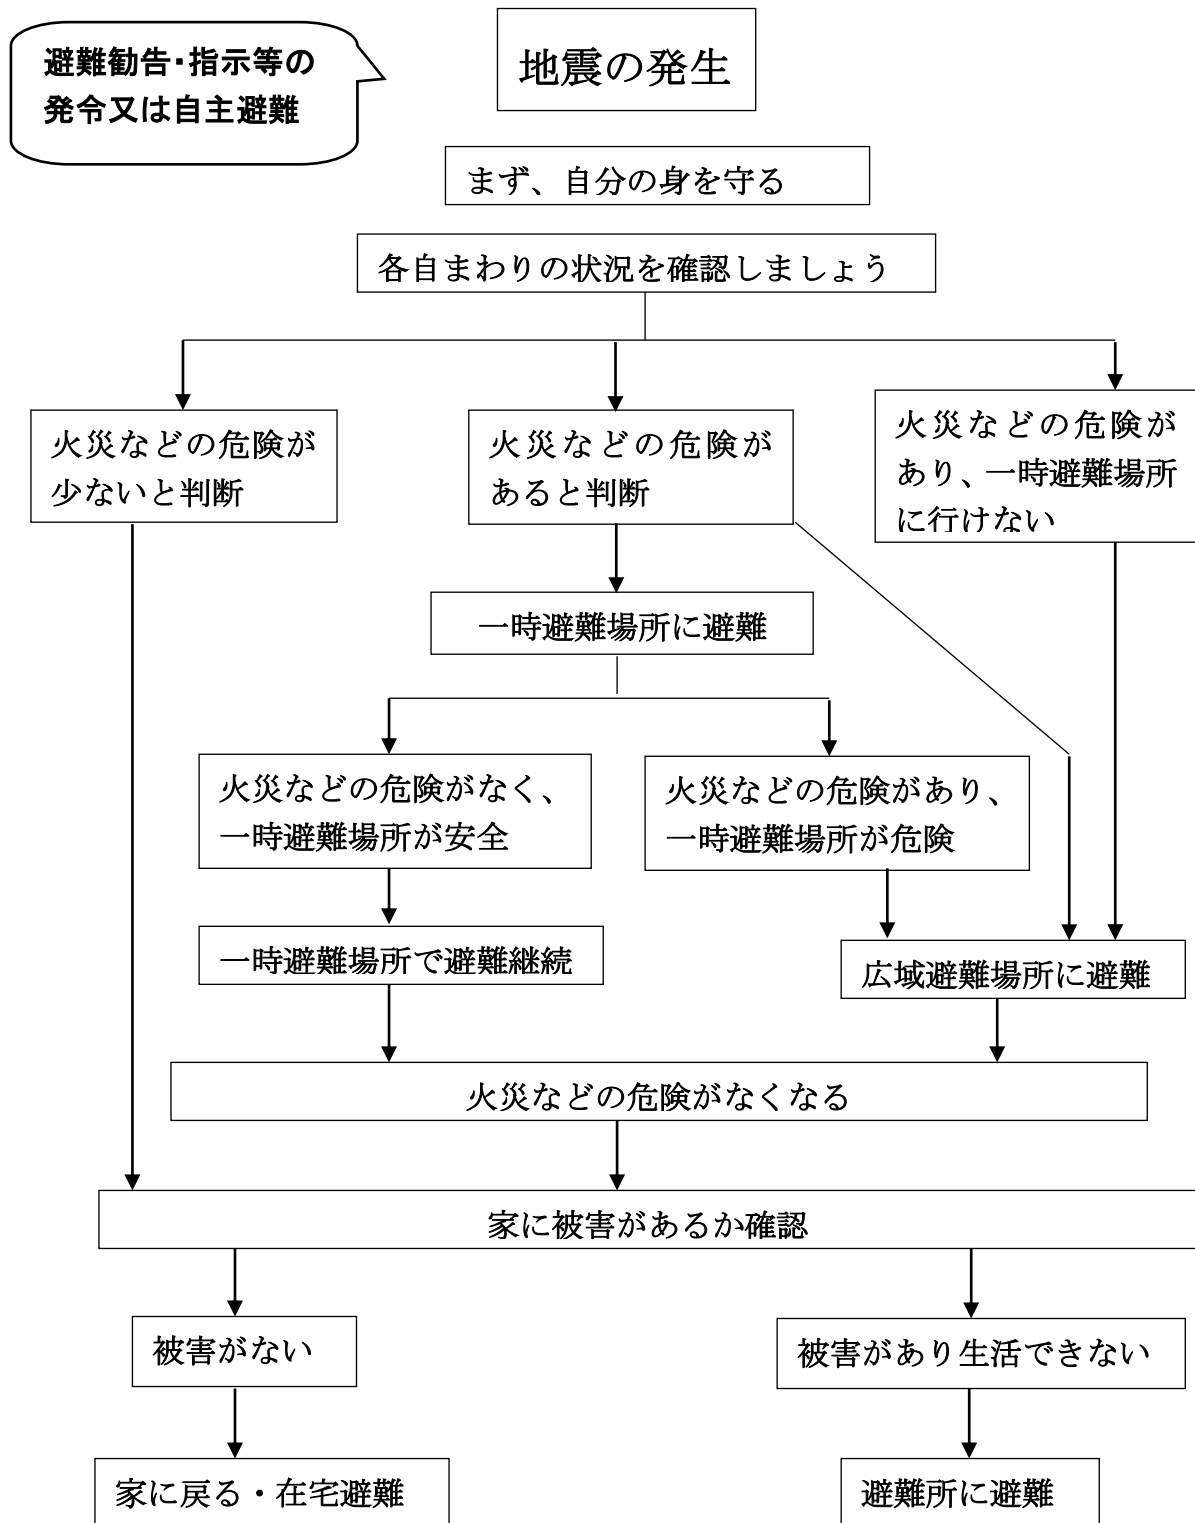 避難勧告・指示等の
発令又は自主避難
地震の発生
まず、自分の身を守る
各自まわりの状況を確認しましょう
火災などの危険が
少ないと判断
火災などの危険が
あると判断
火災などの危険が
あり、一時避難場所
に行けない
一時避難場所に避難
火災などの危険がなく、
一時避難場所が安全
火災などの危険があり、
一時避難場所が危険
一時避難場所で避難継続
広域避難場所に避難
火災などの危険がなくなる
家に被害があるか確認
被害がない
被害があり生活できない
家に戻る・在宅避難
避難所に避難